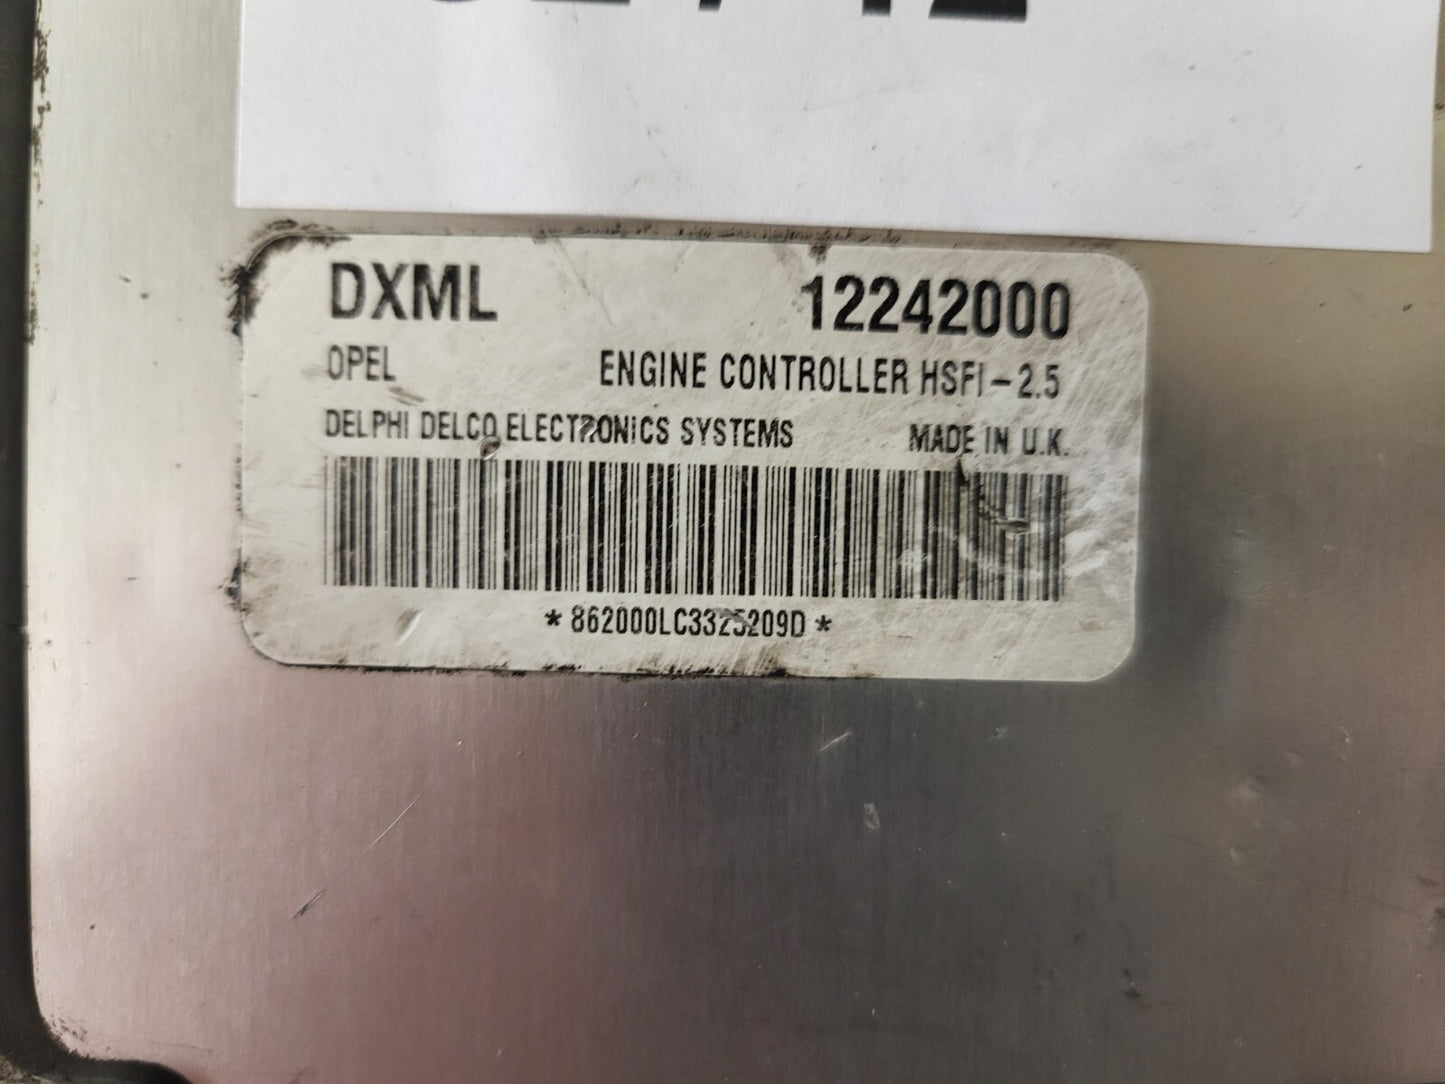 DXML 12242000
OPEL ENGINE CONTROLLER HSFI-2.5
DELPHI DELCO ELECTRONICS SYSTEMS MADE IN U.K.
*862000LC3325209D*